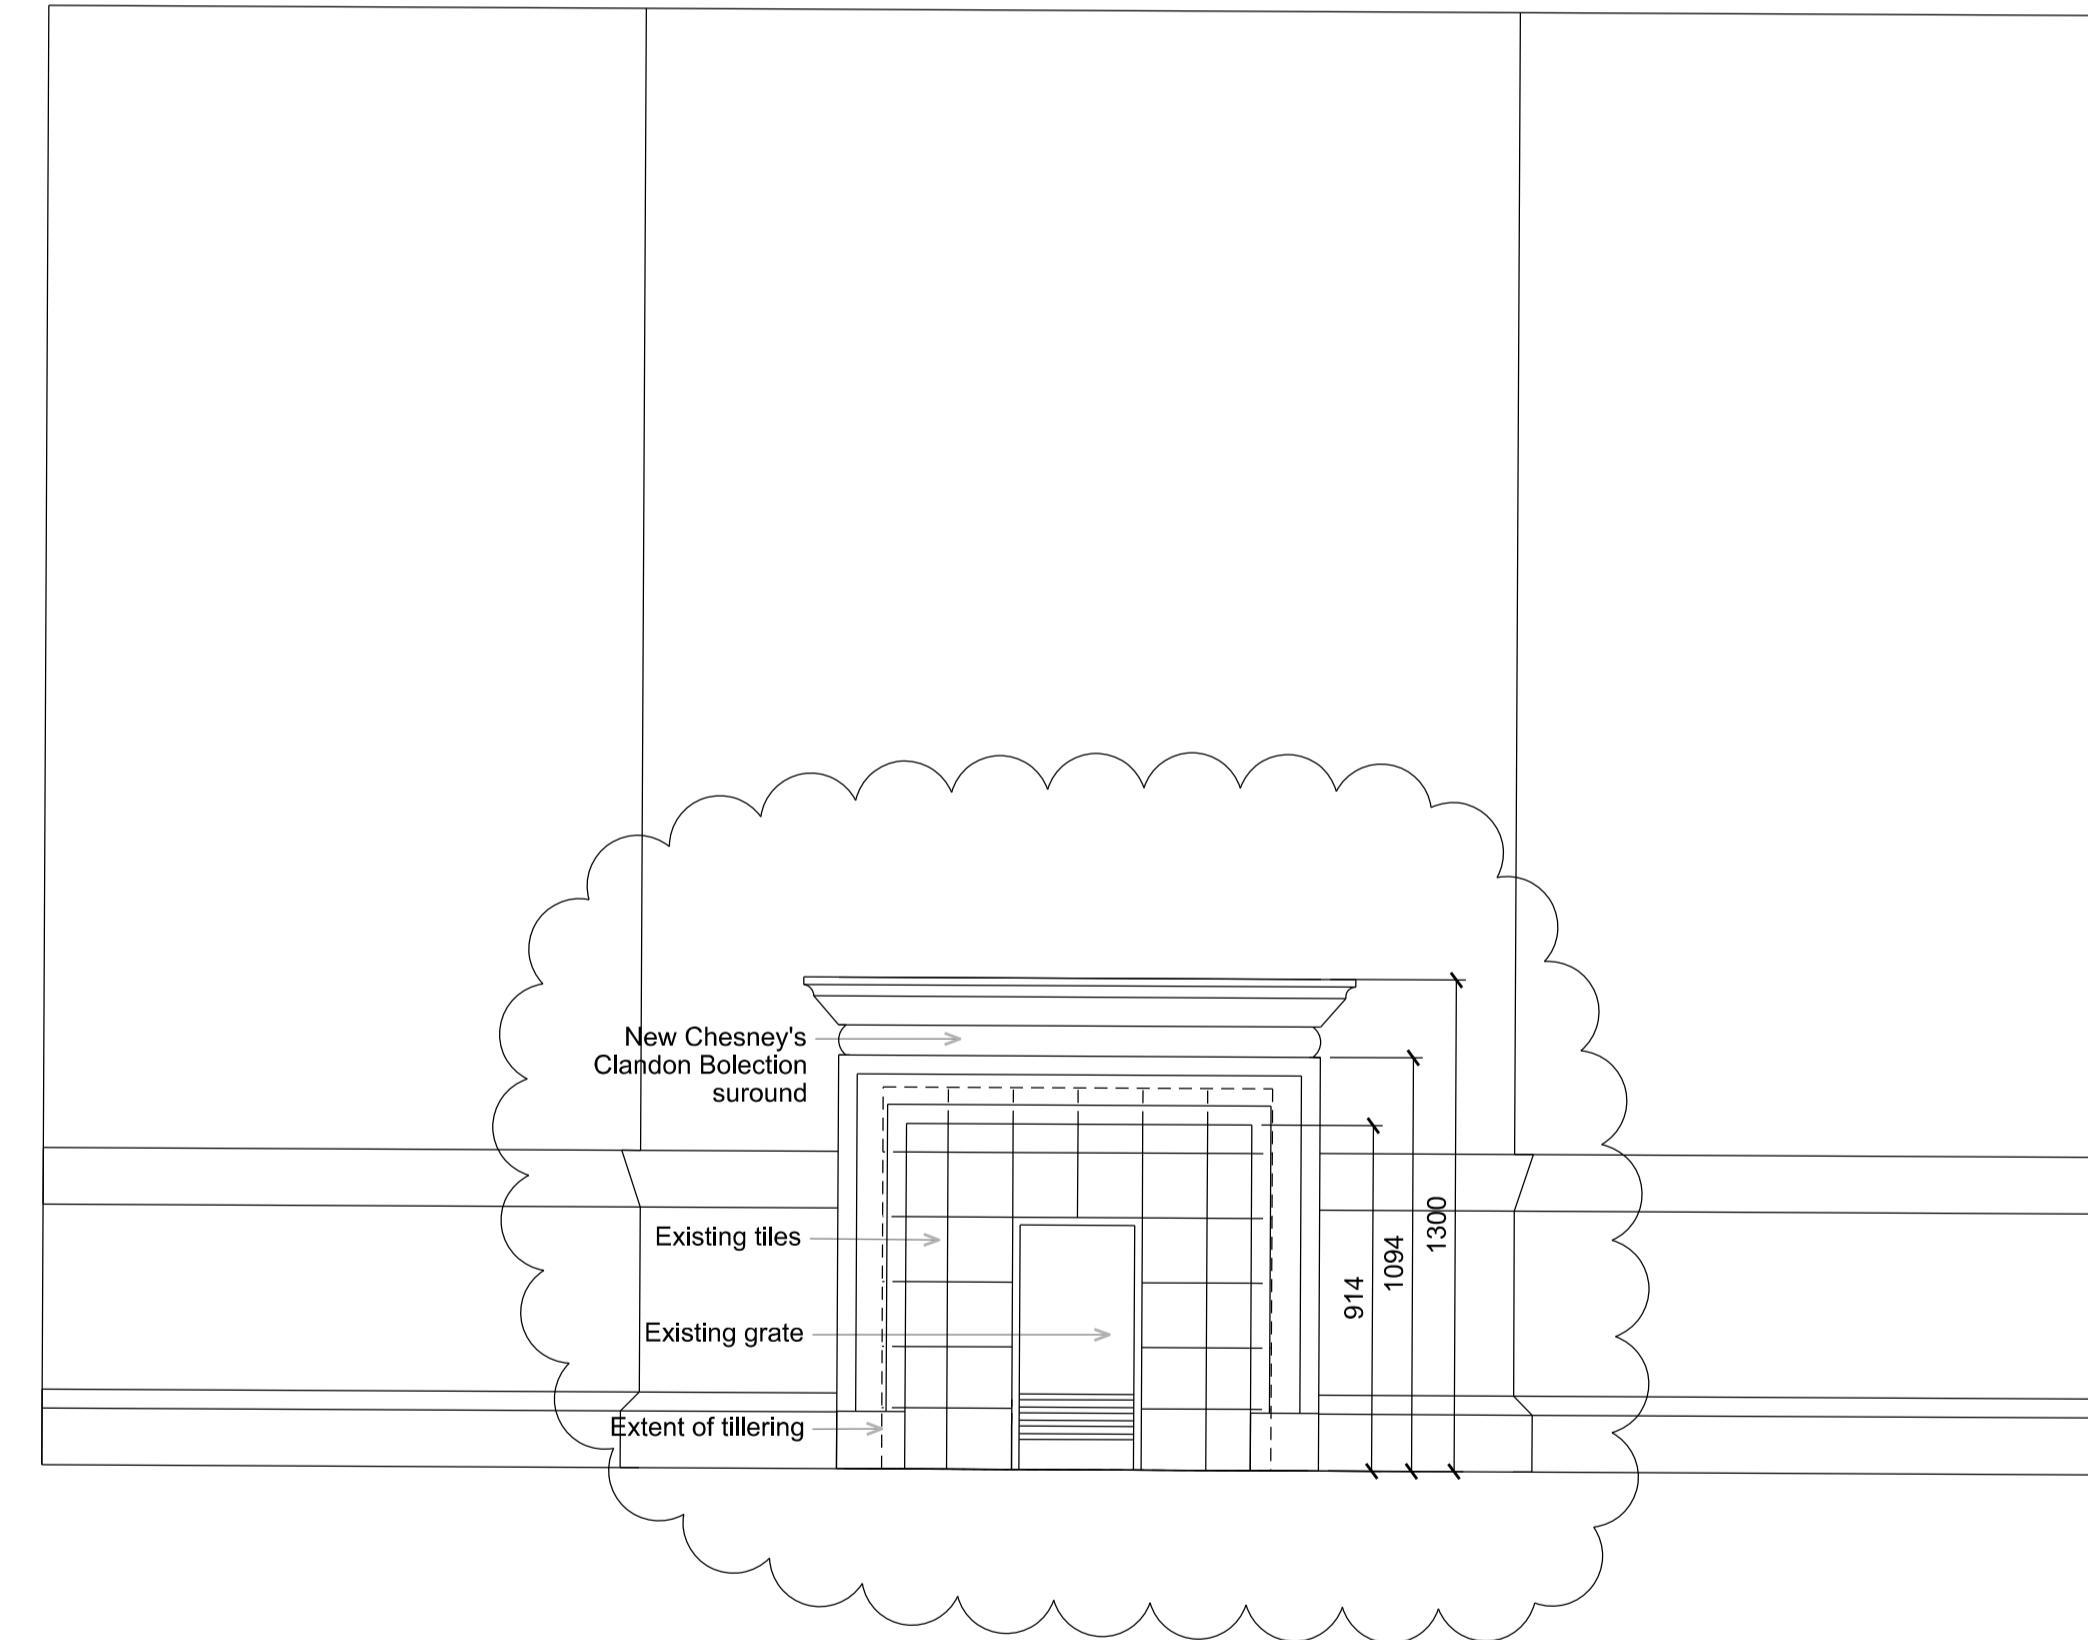 New Chesney's
Clandon Bolection
suround
Existing tiles
Existing grate
Extent of tillering
914
1094
1300